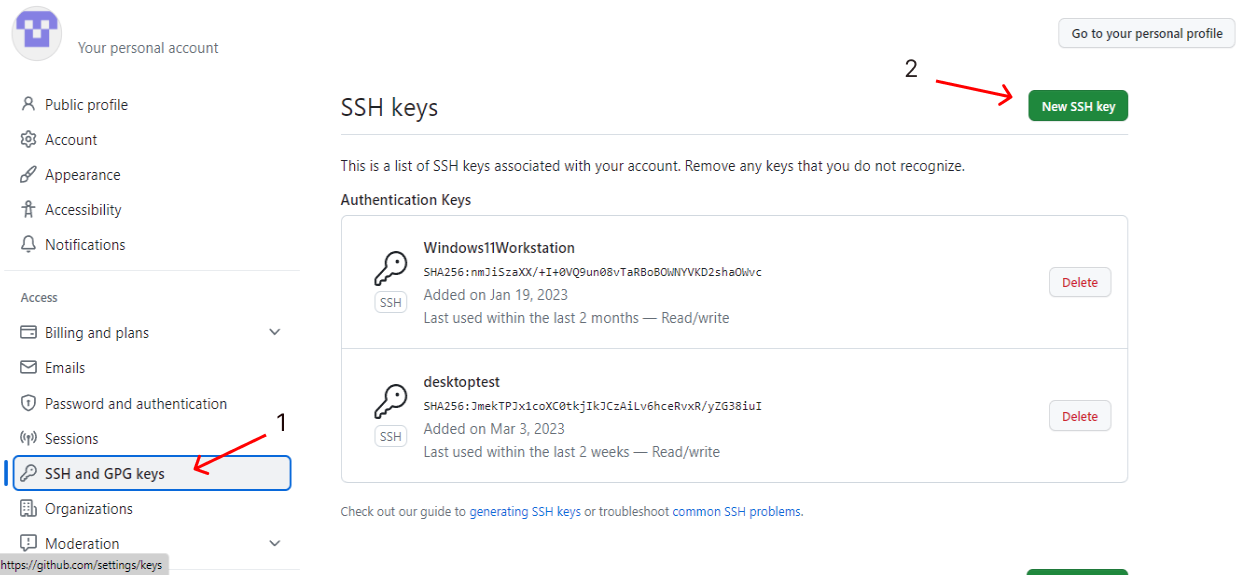 Your personal account
Go to your personal profile
Public profile
Account
Appearance
Accessibility
Notifications
Access
Billing and plans
Emails
Password and authentication
1
Sessions
SSH and GPG keys
Organizations
Moderation
https://github.com/settings/keys
2
SSH keys
New SSH key
This is a list of SSH keys associated with your account. Remove any keys that you do not recognize.
Authentication Keys
Windows11Workstation
SHA256:nmJiSzaXX/+I+0VQ9un08vTaRBoBOWNYVKD2shaOWvc
SSH
Added on Jan 19, 2023
Last used within the last 2 months — Read/write
Delete
desktoptest
SHA256:JmekTPJx1coXC0tkjIkJCzAiLv6hceRvxR/yZG38iuI
SSH
Added on Mar 3, 2023
Last used within the last 2 weeks — Read/write
Delete
Check out our guide to generating SSH keys or troubleshoot common SSH problems.